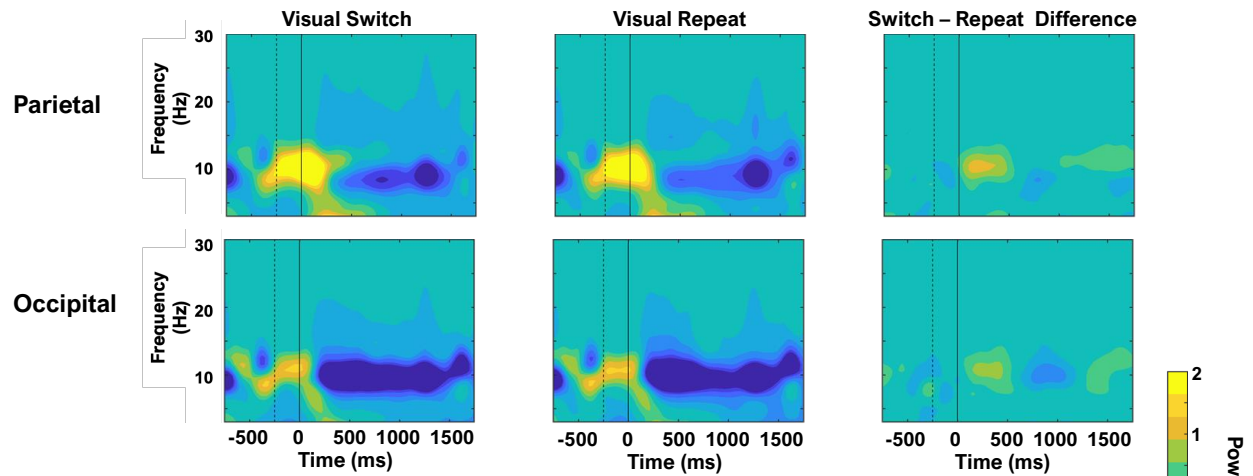 Visual Switch
Visual Repeat
Switch – Repeat Difference
Parietal
Frequency
(Hz)
30
20
10
Occipital
Frequency
(Hz)
30
20
10
-500 0 500 1000 1500
Time (ms)
-500 0 500 1000 1500
Time (ms)
-500 0 500 1000 1500
Time (ms)
2
1